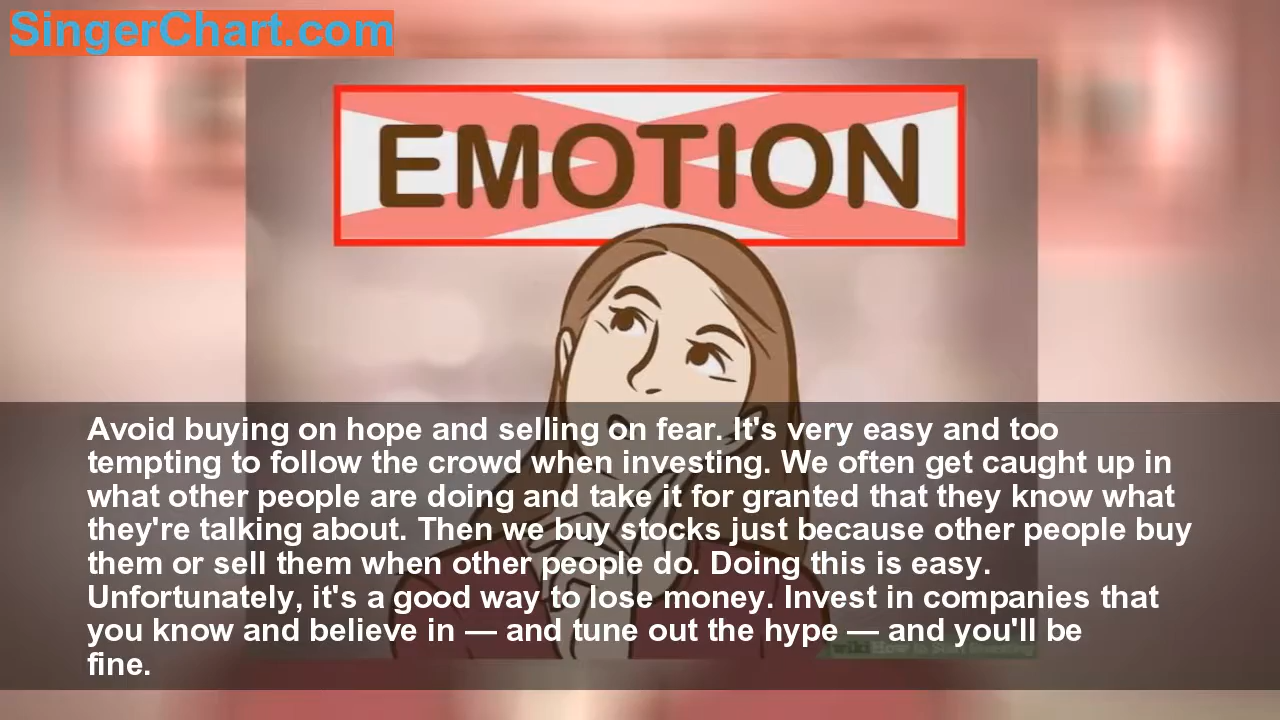 SingerChart.com
EMOTION
Avoid buying on hope and selling on fear. It's very easy and too
tempting to follow the crowd when investing. We often get caught up in
what other people are doing and take it for granted that they know what
they're talking about. Then we buy stocks just because other people buy
them or sell them when other people do. Doing this is easy.
Unfortunately, it's a good way to lose money. Invest in companies that
you know and believe in — and tune out the hype — and you'll be
fine.
wikiHow to Start Investing